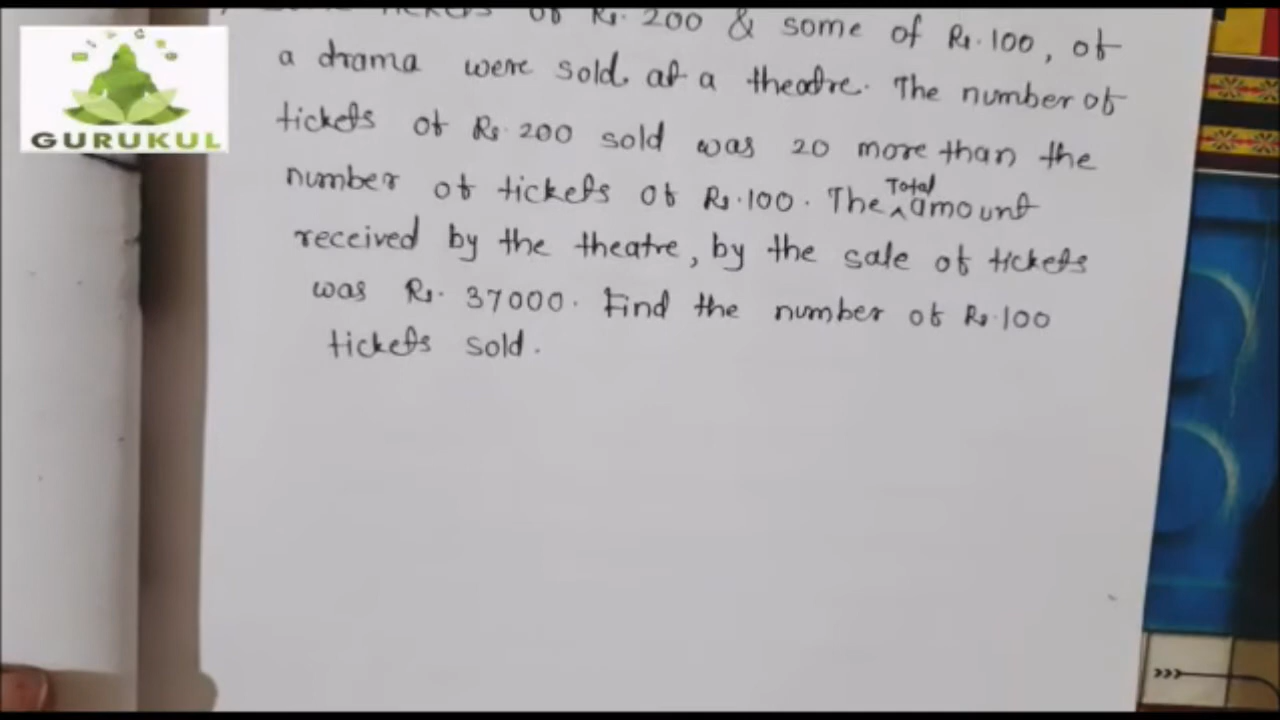 GURUKUL
tickets of Rs. 200 & some of Rs. 100, of
a drama were sold at a theatre. The number of
tickets of Rs. 200 sold was 20 more than the
number of tickets of Rs. 100. The Total amount
received by the theatre, by the sale of tickets
was Rs. 37000. Find the number of Rs. 100
tickets sold.